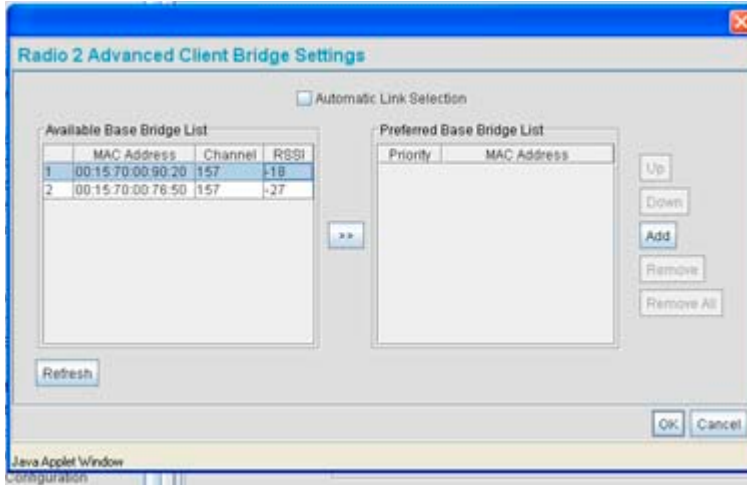 Radio 2 Advanced Client Bridge Settings
Automatic Link Selection
Available Base Bridge List
MAC Address Channel RSSI
1 00:15:70:00:90:20 157 -18
2 00:15:70:00:76:50 157 -27
>>
Preferred Base Bridge List
Priority MAC Address
Up
Down
Add
Remove
Remove All
Refresh
OK Cancel
Java Applet Window
Configuration